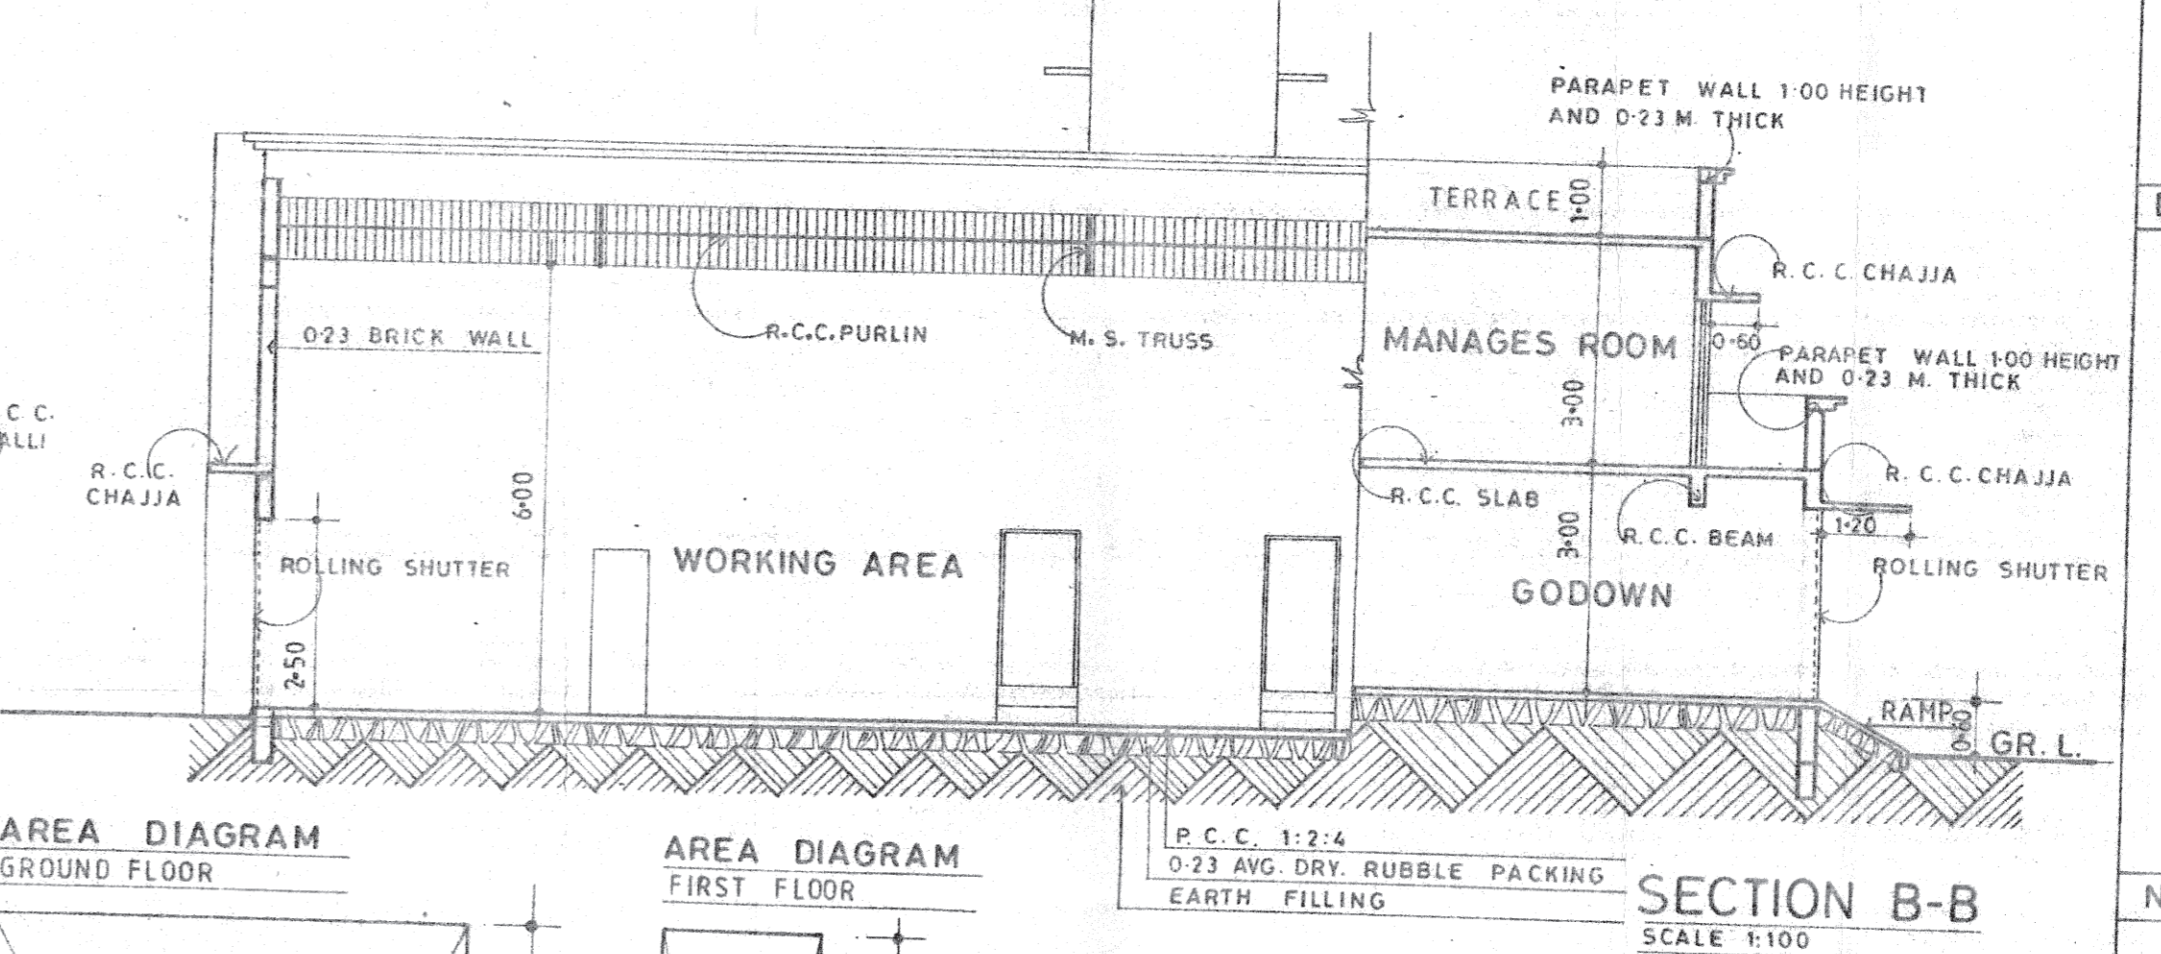 PARAPET WALL 1·00 HEIGHT
AND 0·23 M. THICK
TERRACE
1·00
R.C.C. CHAJJA
0·23 BRICK WALL
R.C.C. PURLIN
M.S. TRUSS
MANAGES ROOM
0·60
PARAPET WALL 1·00 HEIGHT
AND 0·23 M. THICK
3·00
C.C.
ALLI
R.C.C.
CHAJJA
6·00
R.C.C. SLAB
R.C.C. CHAJJA
3·00
R.C.C. BEAM
1·20
ROLLING SHUTTER
WORKING AREA
ROLLING SHUTTER
GODOWN
2·50
RAMP
0·60
GR. L.
AREA DIAGRAM
GROUND FLOOR
AREA DIAGRAM
FIRST FLOOR
P.C.C. 1:2:4
0·23 AVG. DRY. RUBBLE PACKING
EARTH FILLING
SECTION B-B
SCALE 1:100